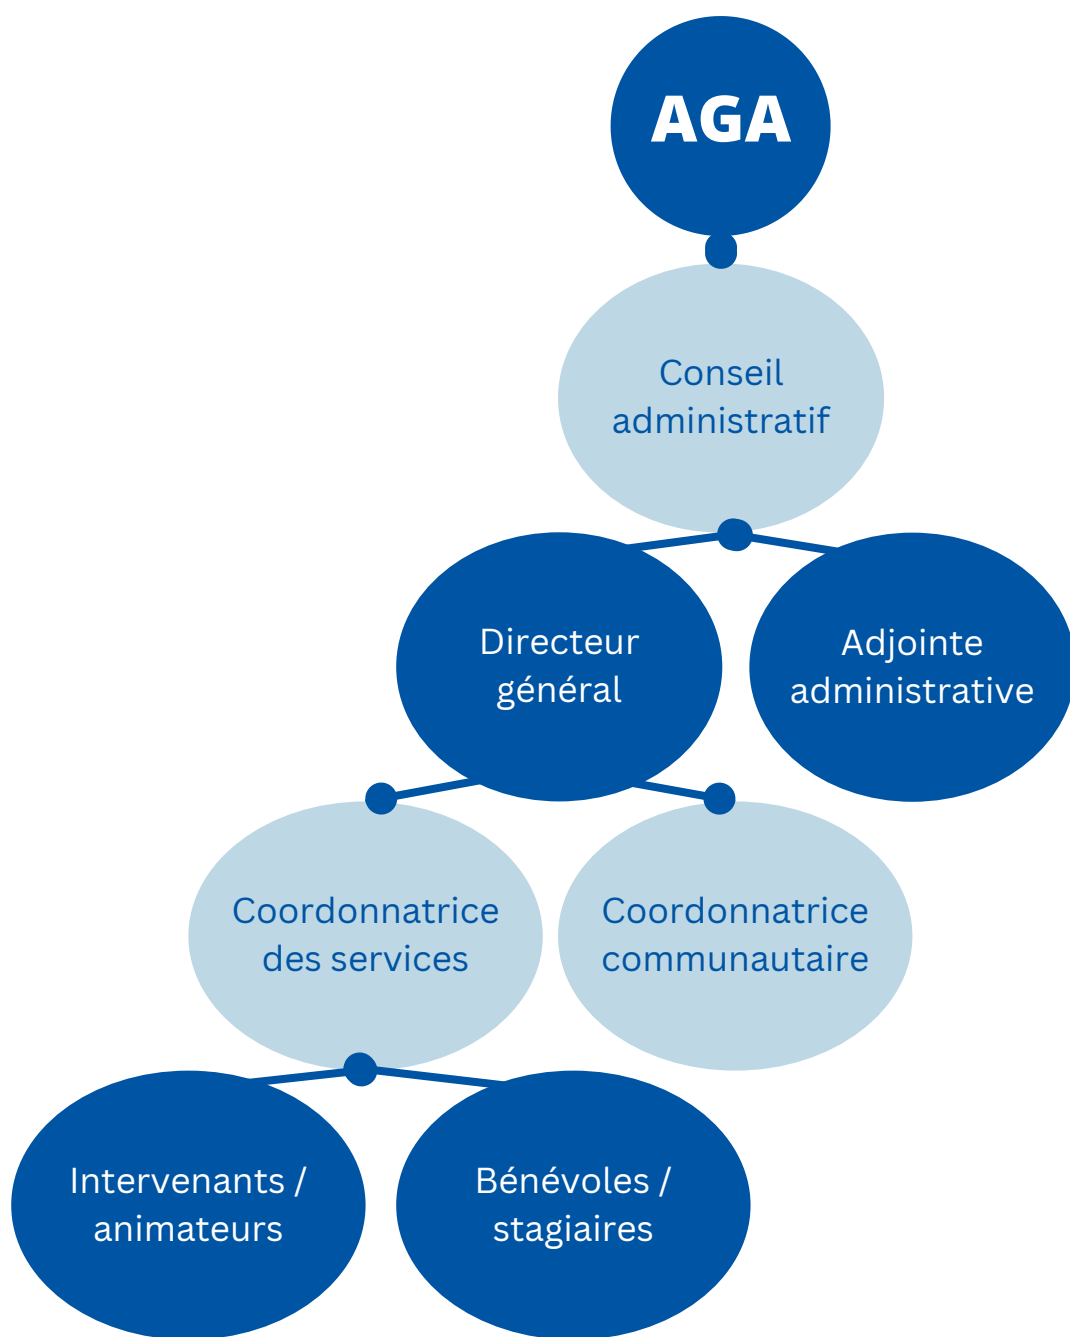 AGA
Conseil
administratif
Directeur
général
Adjointe
administrative
Coordonnatrice
des services
Coordonnatrice
communautaire
Intervenants /
animateurs
Bénévoles /
stagiaires